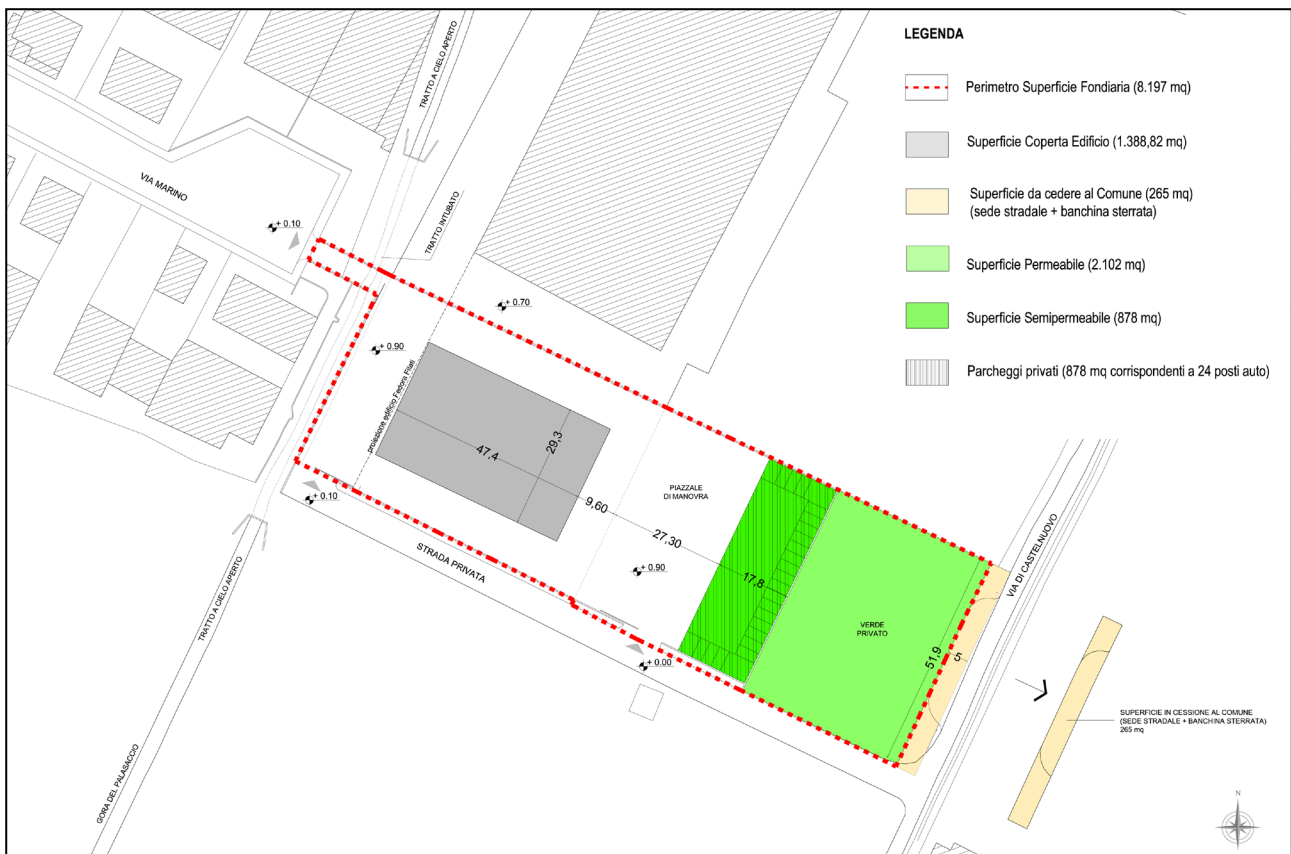 LEGENDA
Perimetro Superficie Fondiaria (8.197 mq)
Superficie Coperta Edificio (1.388,82 mq)
Superficie da cedere al Comune (265 mq)
(sede stradale + banchina sterrata)
Superficie Permeabile (2.102 mq)
Superficie Semipermeabile (878 mq)
Parcheggi privati (878 mq corrispondenti a 24 posti auto)
TRATTO A CIELO APERTO
VIA MARINO
+ 0.10
TRATTO INTUBATO
+ 0.70
+ 0.90
proiezione edificio Fedora Filati
47,4
29,3
9,60
PIAZZALE
DI MANOVRA
27,30
17,8
+ 0.90
+ 0.10
STRADA PRIVATA
+ 0.00
VERDE
PRIVATO
51,9
5
VIA DI CASTELNUOVO
TRATTO A CIELO APERTO
GORA DEL PALASACCIO
SUPERFICIE IN CESSIONE AL COMUNE
(SEDE STRADALE + BANCHINA STERRATA)
265 mq
N